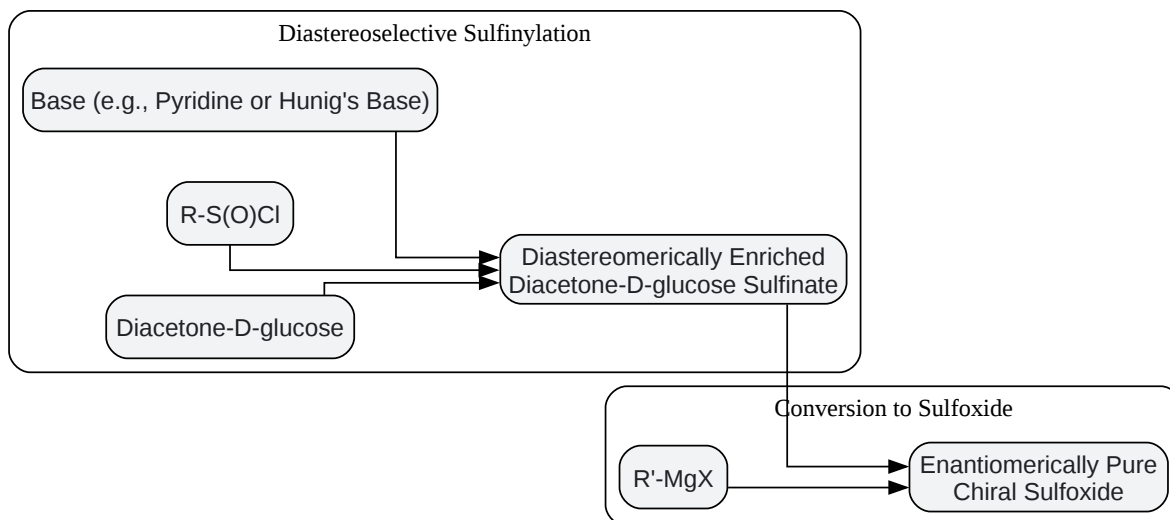 Diastereoselective Sulfinylation
Base (e.g., Pyridine or Hunig's Base)
R-S(O)Cl
Diastereomerically Enriched
Diacetone-D-glucose Sulfinate
Diacetone-D-glucose
Conversion to Sulfoxide
R'-MgX
Enantiomerically Pure
Chiral Sulfoxide